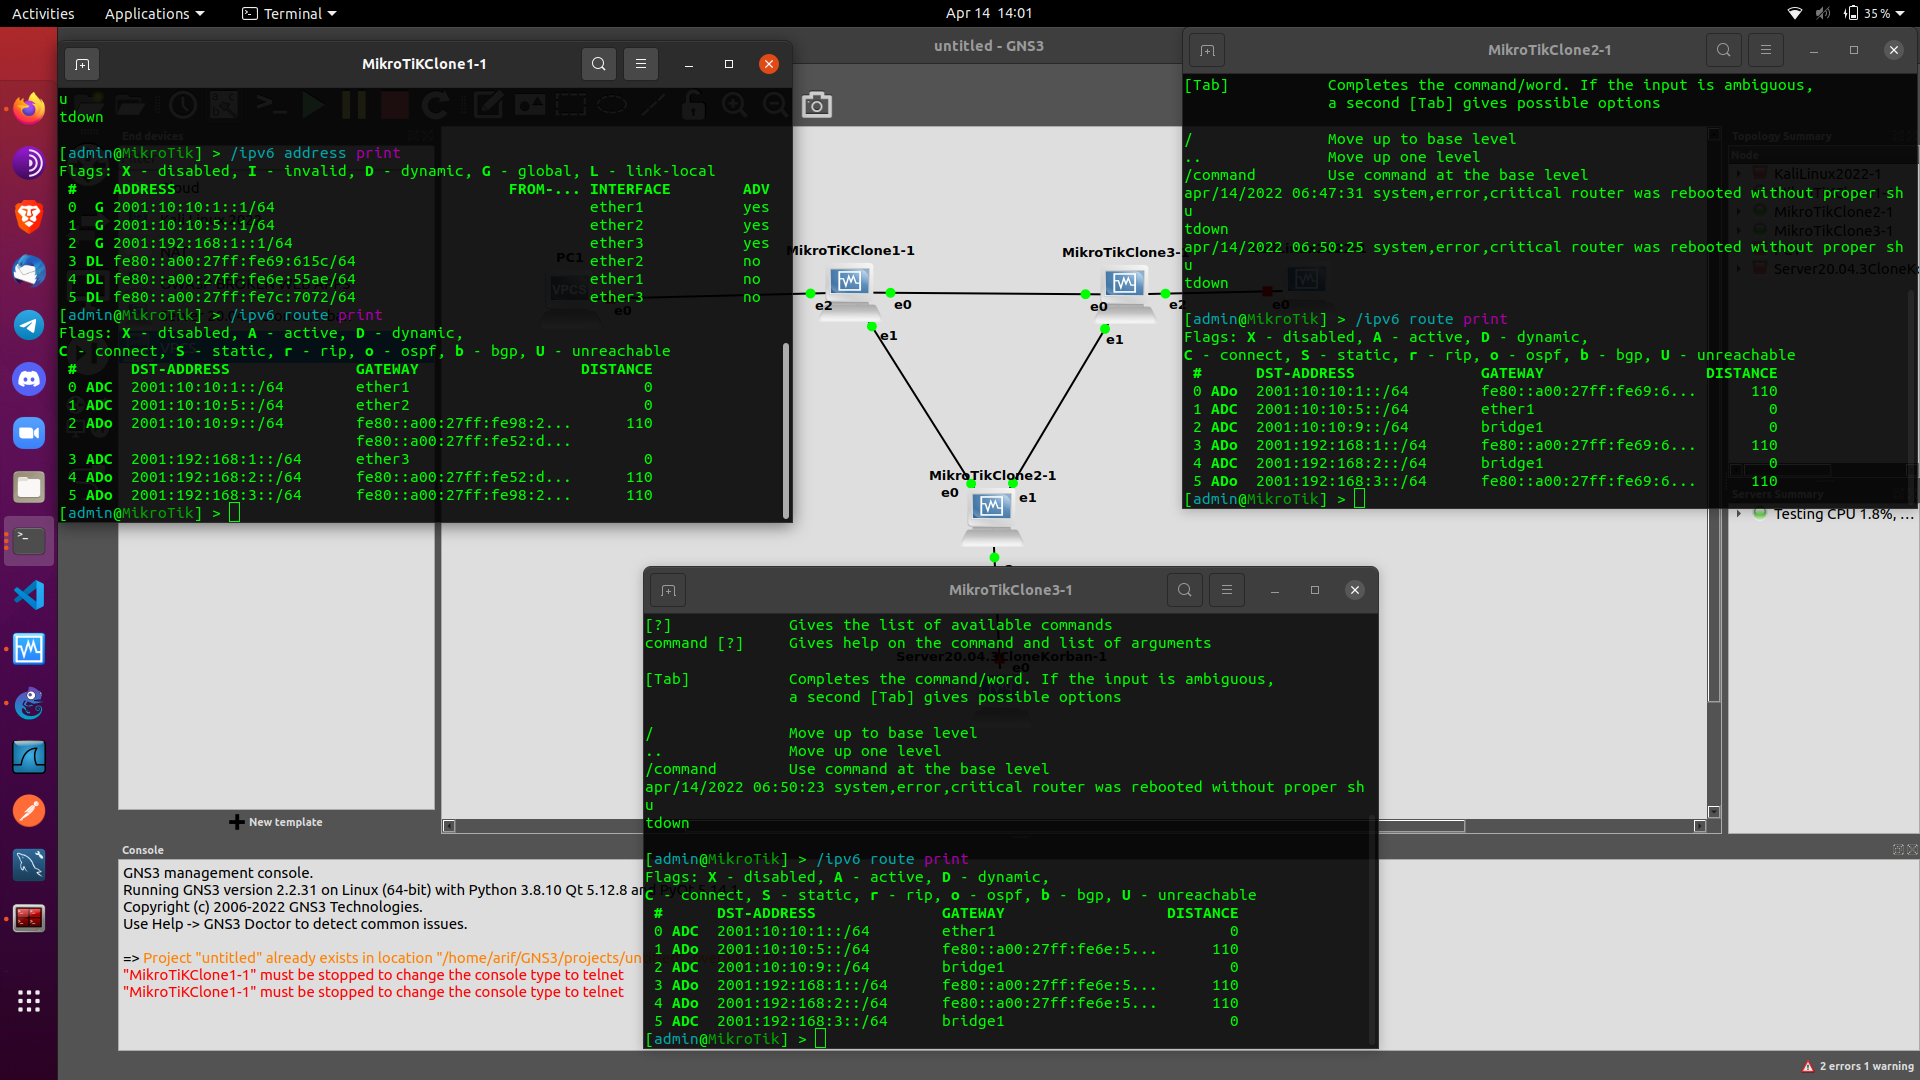 Activities
Applications
Terminal
Apr 14 14:01
35 %
untitled - GNS3
MikroTiKClone1-1
u
tdown
[admin@MikroTik] > /ipv6 address print
Flags: X - disabled, I - invalid, D - dynamic, G - global, L - link-local
# ADDRESS FROM-... INTERFACE ADV
0 G 2001:10:10:1::1/64 ether1 yes
1 G 2001:10:10:5::1/64 ether2 yes
2 G 2001:192:168:1::1/64 ether3 yes
3 DL fe80::a00:27ff:fe69:615c/64 ether2 no
4 DL fe80::a00:27ff:fe6e:55ae/64 ether1 no
5 DL fe80::a00:27ff:fe7c:7072/64 ether3 no
[admin@MikroTik] > /ipv6 route print
Flags: X - disabled, A - active, D - dynamic,
C - connect, S - static, r - rip, o - ospf, b - bgp, U - unreachable
# DST-ADDRESS GATEWAY DISTANCE
0 ADC 2001:10:10:1::/64 ether1 0
1 ADC 2001:10:10:5::/64 ether2 0
2 ADo 2001:10:10:9::/64 fe80::a00:27ff:fe98:2... 110
fe80::a00:27ff:fe52:d...
3 ADC 2001:192:168:1::/64 ether3 0
4 ADo 2001:192:168:2::/64 fe80::a00:27ff:fe52:d... 110
5 ADo 2001:192:168:3::/64 fe80::a00:27ff:fe98:2... 110
[admin@MikroTik] >
End devices
PC1
VPCS
e0
MikroTiKClone1-1
e2
e0
e1
MikroTikClone3-
e0
e2
e1
e0
MikroTikClone2-1
e0
e1
MikroTikClone2-1
[Tab] Completes the command/word. If the input is ambiguous,
a second [Tab] gives possible options
/ Move up to base level
.. Move up one level
/command Use command at the base level
apr/14/2022 06:47:31 system,error,critical router was rebooted without proper sh
u
tdown
apr/14/2022 06:50:25 system,error,critical router was rebooted without proper sh
u
tdown
[admin@MikroTik] > /ipv6 route print
Flags: X - disabled, A - active, D - dynamic,
C - connect, S - static, r - rip, o - ospf, b - bgp, U - unreachable
# DST-ADDRESS GATEWAY DISTANCE
0 ADo 2001:10:10:1::/64 fe80::a00:27ff:fe69:6... 110
1 ADC 2001:10:10:5::/64 ether1 0
2 ADC 2001:10:10:9::/64 bridge1 0
3 ADo 2001:192:168:1::/64 fe80::a00:27ff:fe69:6... 110
4 ADC 2001:192:168:2::/64 bridge1 0
5 ADo 2001:192:168:3::/64 fe80::a00:27ff:fe69:6... 110
[admin@MikroTik] >
Topology Summary
Node
KaliLinux2022-1
MikroTikClone2-1
MikroTikClone3-1
Server20.04.3CloneKo
Servers Summary
Testing CPU 1.8%, ...
MikroTikClone3-1
[?] Gives the list of available commands
command [?] Gives help on the command and list of arguments
Server20.04.3CloneKorban-1
e0
[Tab] Completes the command/word. If the input is ambiguous,
a second [Tab] gives possible options
/ Move up to base level
.. Move up one level
/command Use command at the base level
apr/14/2022 06:50:23 system,error,critical router was rebooted without proper sh
u
tdown
[admin@MikroTik] > /ipv6 route print
Flags: X - disabled, A - active, D - dynamic,
C - connect, S - static, r - rip, o - ospf, b - bgp, U - unreachable
# DST-ADDRESS GATEWAY DISTANCE
0 ADC 2001:10:10:1::/64 ether1 0
1 ADo 2001:10:10:5::/64 fe80::a00:27ff:fe6e:5... 110
2 ADC 2001:10:10:9::/64 bridge1 0
3 ADo 2001:192:168:1::/64 fe80::a00:27ff:fe6e:5... 110
4 ADo 2001:192:168:2::/64 fe80::a00:27ff:fe6e:5... 110
5 ADC 2001:192:168:3::/64 bridge1 0
[admin@MikroTik] >
New template
Console
GNS3 management console.
Running GNS3 version 2.2.31 on Linux (64-bit) with Python 3.8.10 Qt 5.12.8 and
Copyright (c) 2006-2022 GNS3 Technologies.
Use Help -> GNS3 Doctor to detect common issues.
=> Project "untitled" already exists in location "/home/arif/GNS3/projects/un
"MikroTiKClone1-1" must be stopped to change the console type to telnet
"MikroTiKClone1-1" must be stopped to change the console type to telnet
2 errors 1 warning